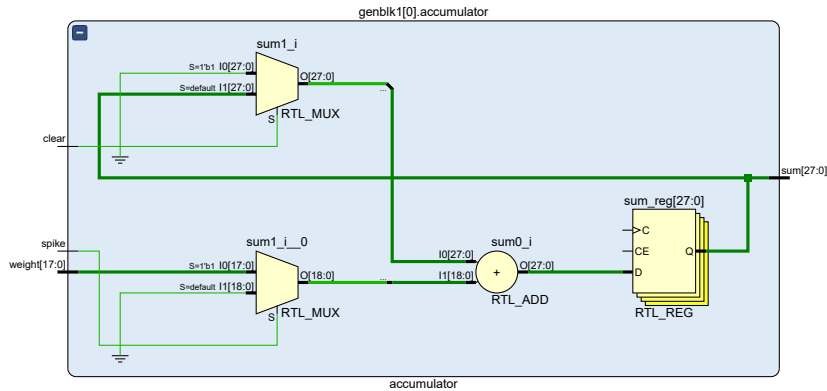 genblk1[0].accumulator
sum1_i
S=1'b1 I0[27:0]
S=default I1[27:0]
O[27:0]
...
S
RTL_MUX
clear
sum[27:0]
sum_reg[27:0]
C
CE
Q
D
RTL_REG
spike
weight[17:0]
sum1_i__0
S=1'b1 I0[17:0]
S=default I1[18:0]
O[18:0]
...
S
RTL_MUX
sum0_i
I0[27:0]
I1[18:0]
+
O[27:0]
RTL_ADD
accumulator